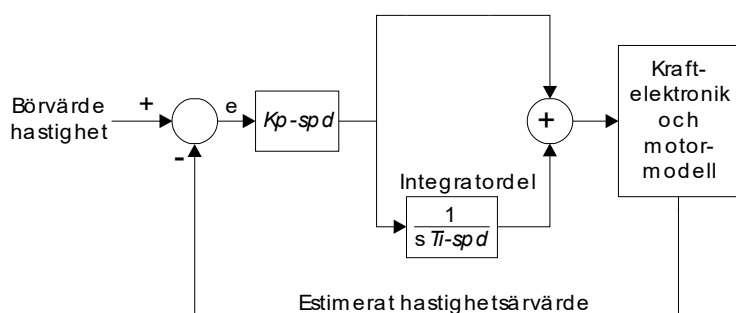 Börvärde
hastighet
+
-
e
Kp-spd
Integratordel
1
s Ti-spd
+
Kraft-
elektronik
och
motor-
modell
Estimerat hastighetsärvärde